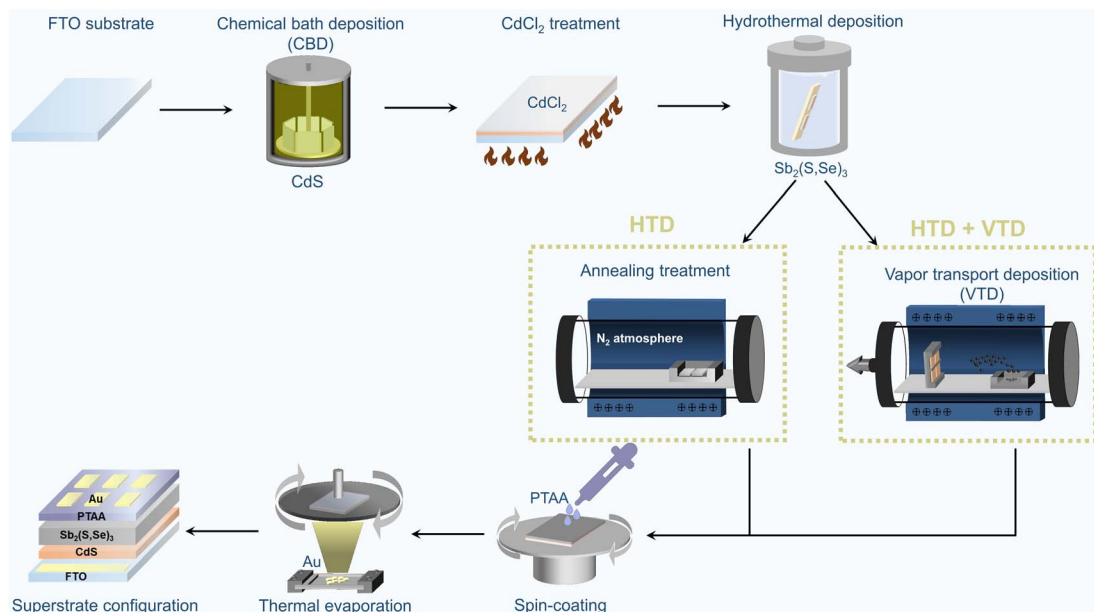 FTO substrate
Chemical bath deposition
(CBD)
CdS
CdCl₂ treatment
CdCl₂
Hydrothermal deposition
Sb₂(S,Se)₃
HTD
Annealing treatment
N₂ atmosphere
HTD + VTD
Vapor transport deposition
(VTD)
PTAA
Spin-coating
Au
Thermal evaporation
Au
PTAA
Sb₂(S,Se)₃
CdS
FTO
Superstrate configuration